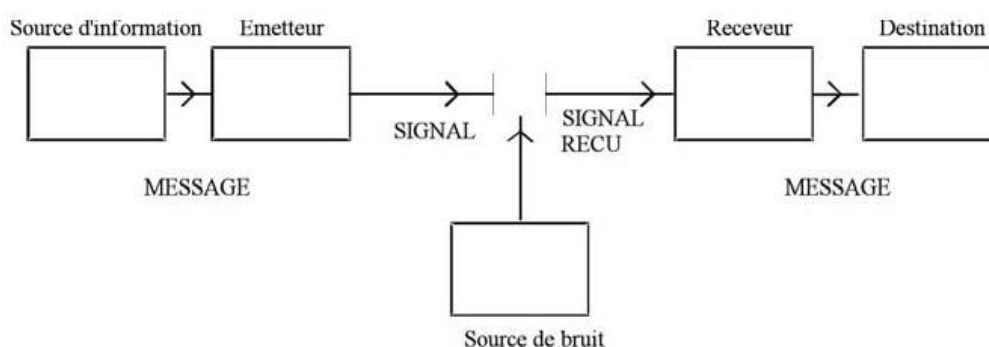 Source d'information
Emetteur
Receveur
Destination
SIGNAL
SIGNAL
RECU
MESSAGE
MESSAGE
Source de bruit